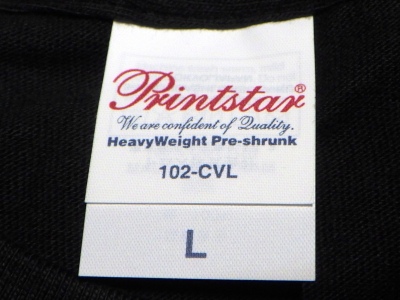 Printstar®
We are confident of Quality.
HeavyWeight Pre-shrunk
102-CVL
L